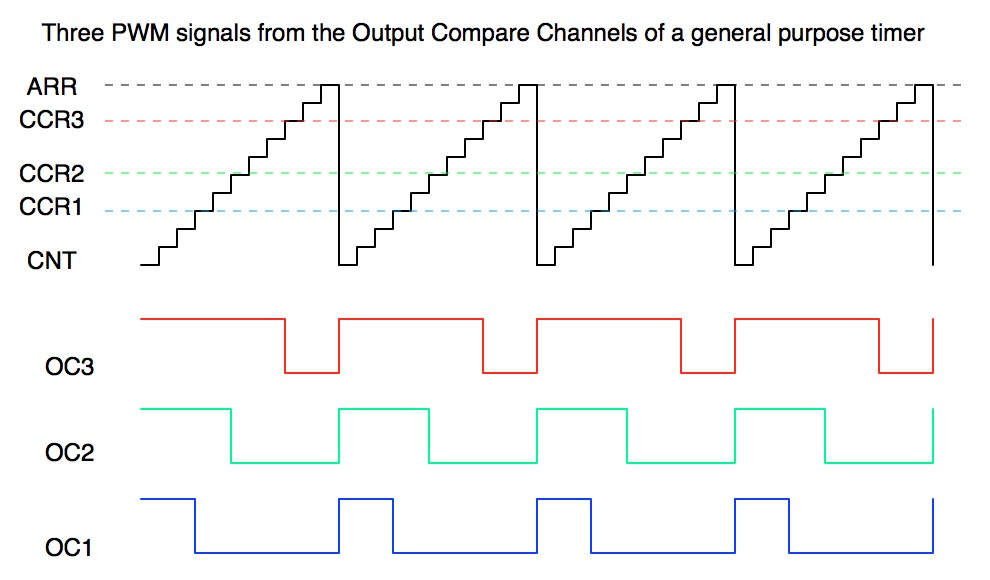 Three PWM signals from the Output Compare Channels of a general purpose timer
ARR
CCR3
CCR2
CCR1
CNT
OC3
OC2
OC1